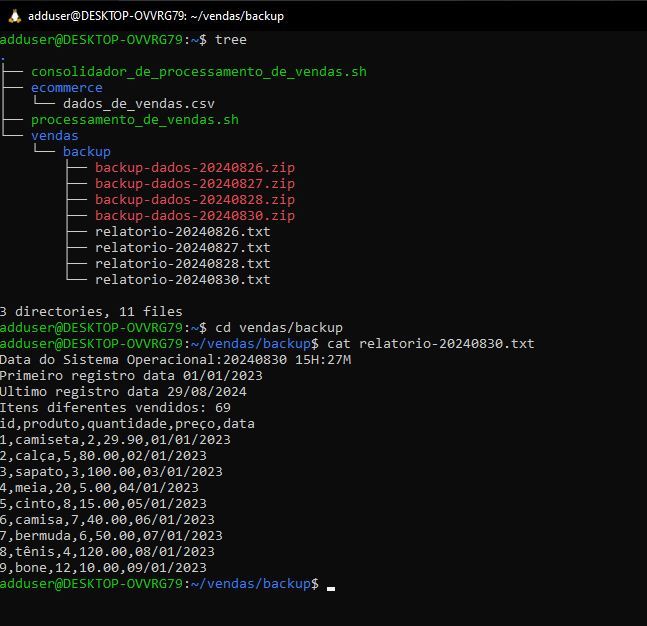 adduser@DESKTOP-OVVRG79: ~/vendas/backup
adduser@DESKTOP-OVVRG79:~$ tree
.
├── consolidador_de_processamento_de_vendas.sh
├── ecommerce
│   └── dados_de_vendas.csv
├── processamento_de_vendas.sh
└── vendas
    └── backup
        ├── backup-dados-20240826.zip
        ├── backup-dados-20240827.zip
        ├── backup-dados-20240828.zip
        ├── backup-dados-20240830.zip
        ├── relatorio-20240826.txt
        ├── relatorio-20240827.txt
        ├── relatorio-20240828.txt
        └── relatorio-20240830.txt
3 directories, 11 files
adduser@DESKTOP-OVVRG79:~$ cd vendas/backup
adduser@DESKTOP-OVVRG79:~/vendas/backup$ cat relatorio-20240830.txt
Data do Sistema Operacional:20240830 15H:27M
Primeiro registro data 01/01/2023
Ultimo registro data 29/08/2024
Itens diferentes vendidos: 69
id,produto,quantidade,preço,data
1,camiseta,2,29.90,01/01/2023
2,calça,5,80.00,02/01/2023
3,sapato,3,100.00,03/01/2023
4,meia,20,5.00,04/01/2023
5,cinto,8,15.00,05/01/2023
6,camisa,7,40.00,06/01/2023
7,bermuda,6,50.00,07/01/2023
8,tênis,4,120.00,08/01/2023
9,bone,12,10.00,09/01/2023
adduser@DESKTOP-OVVRG79:~/vendas/backup$